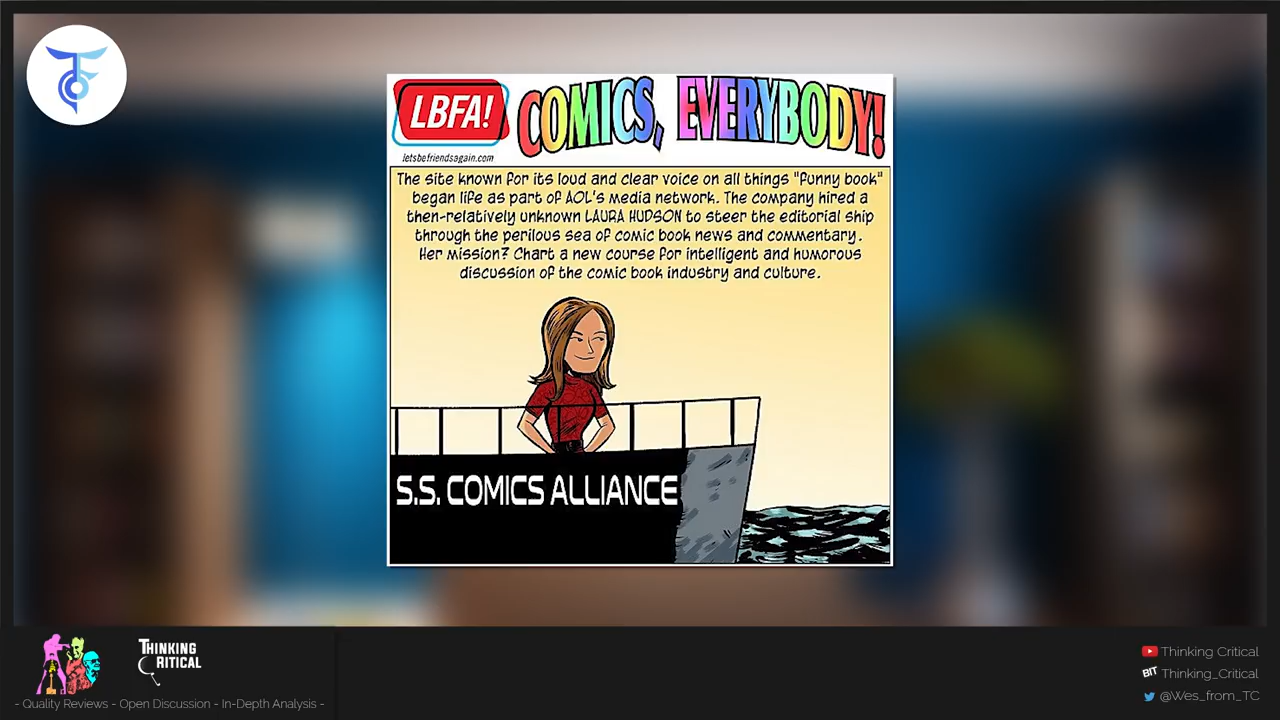 LBFA!
COMICS, EVERYBODY!
letsbefriendsagain.com
The site known for its loud and clear voice on all things "funny book"
began life as part of AOL's media network. The company hired a
then-relatively unknown LAURA HUDSON to steer the editorial ship
through the perilous sea of comic book news and commentary.
Her mission? Chart a new course for intelligent and humorous
discussion of the comic book industry and culture.
S.S. COMICS ALLIANCE
THINKING
CRITICAL
- Quality Reviews - Open Discussion - In-Depth Analysis -
Thinking Critical
BIT Thinking_Critical
@Wes_from_TC